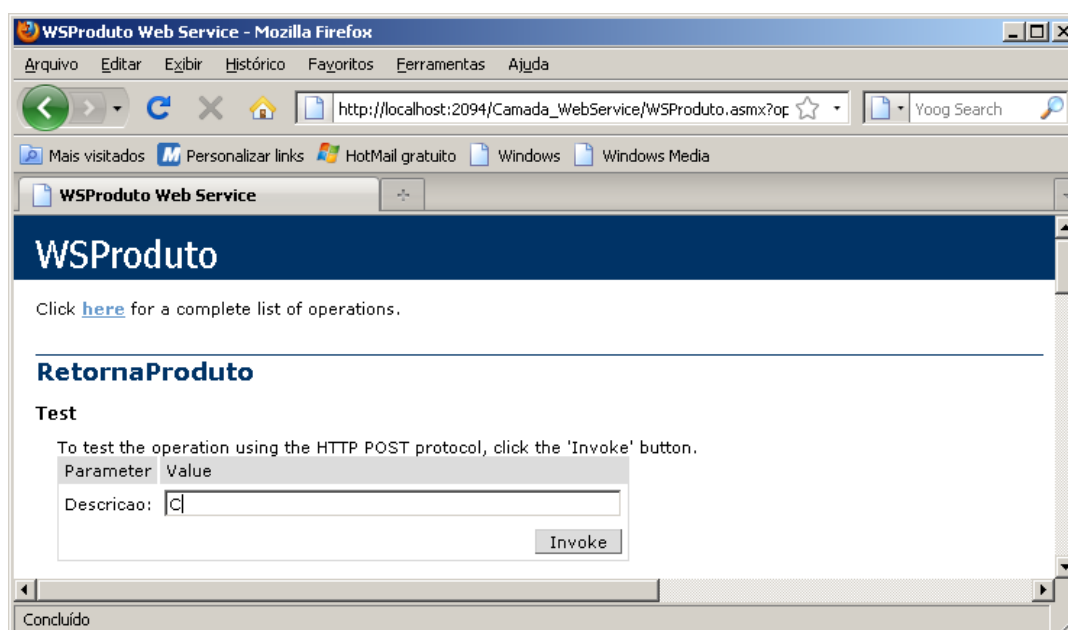 WSProduto Web Service - Mozilla Firefox
Arquivo Editar Exibir Histórico Favoritos Ferramentas Ajuda
http://localhost:2094/Camada_WebService/WSProduto.asmx?op Yoog Search
Mais visitados Personalizar links HotMail gratuito Windows Windows Media
WSProduto Web Service
WSProduto
Click here for a complete list of operations.
RetornaProduto
Test
To test the operation using the HTTP POST protocol, click the 'Invoke' button.
Parameter Value
Descricao: C
Invoke
Concluído